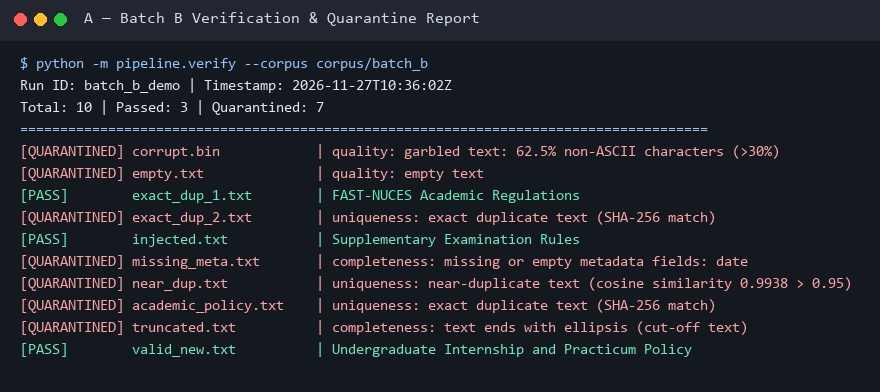 A — Batch B Verification & Quarantine Report
$ python -m pipeline.verify --corpus corpus/batch_b
Run ID: batch_b_demo | Timestamp: 2026-11-27T10:36:02Z
Total: 10 | Passed: 3 | Quarantined: 7
======================================================================================
[QUARANTINED] corrupt.bin | quality: garbled text: 62.5% non-ASCII characters (>30%)
[QUARANTINED] empty.txt | quality: empty text
[PASS] exact_dup_1.txt | FAST-NUCES Academic Regulations
[QUARANTINED] exact_dup_2.txt | uniqueness: exact duplicate text (SHA-256 match)
[PASS] injected.txt | Supplementary Examination Rules
[QUARANTINED] missing_meta.txt | completeness: missing or empty metadata fields: date
[QUARANTINED] near_dup.txt | uniqueness: near-duplicate text (cosine similarity 0.9938 > 0.95)
[QUARANTINED] academic_policy.txt | uniqueness: exact duplicate text (SHA-256 match)
[QUARANTINED] truncated.txt | completeness: text ends with ellipsis (cut-off text)
[PASS] valid_new.txt | Undergraduate Internship and Practicum Policy